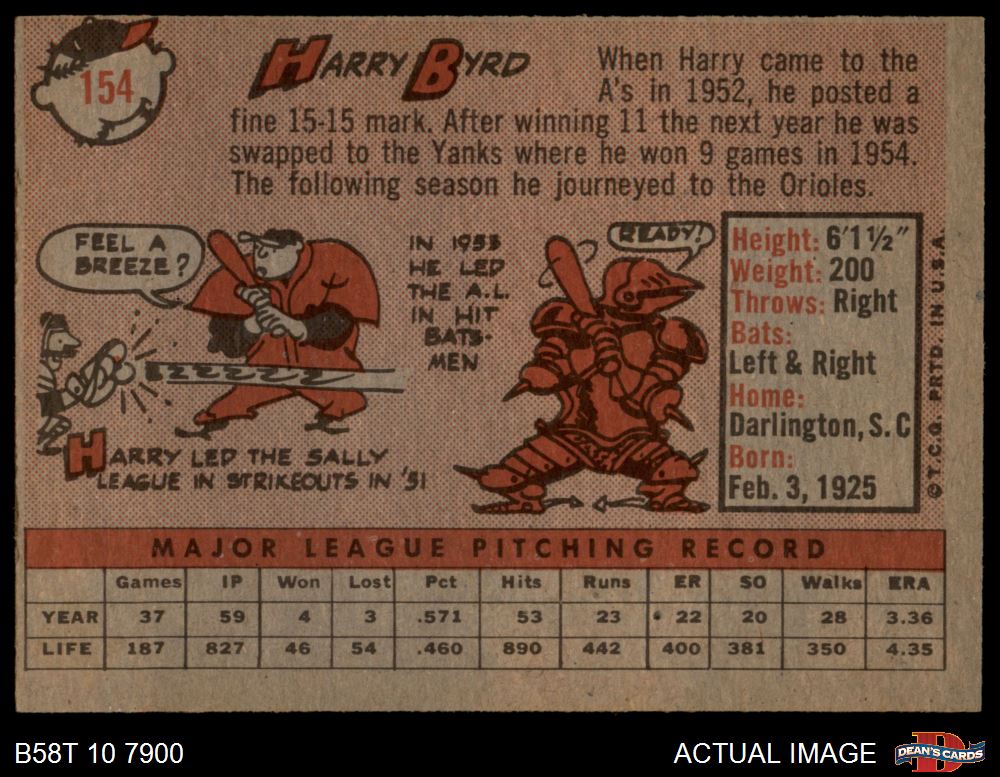 154
HARRY BYRD
When Harry came to the
A's in 1952, he posted a
fine 15-15 mark. After winning 11 the next year he was
swapped to the Yanks where he won 9 games in 1954.
The following season he journeyed to the Orioles.
FEEL A
BREEZE?
HARRY LED THE SALLY
LEAGUE IN STRIKEOUTS IN '51
IN 1953
HE LED
THE A.L.
IN HIT
BATS-
MEN
READY!
Height: 6'1½"
Weight: 200
Throws: Right
Bats:
Left & Right
Home:
Darlington, S. C
Born:
Feb. 3, 1925
©T.C.G. PRTD. IN U.S.A.
MAJOR LEAGUE PITCHING RECORD
Games IP Won Lost Pct Hits Runs ER SO Walks ERA
YEAR 37 59 4 3 .571 53 23 22 20 28 3.36
LIFE 187 827 46 54 .460 890 442 400 381 350 4.35
B58T 10 7900
ACTUAL IMAGE
D
DEAN'S CARDS